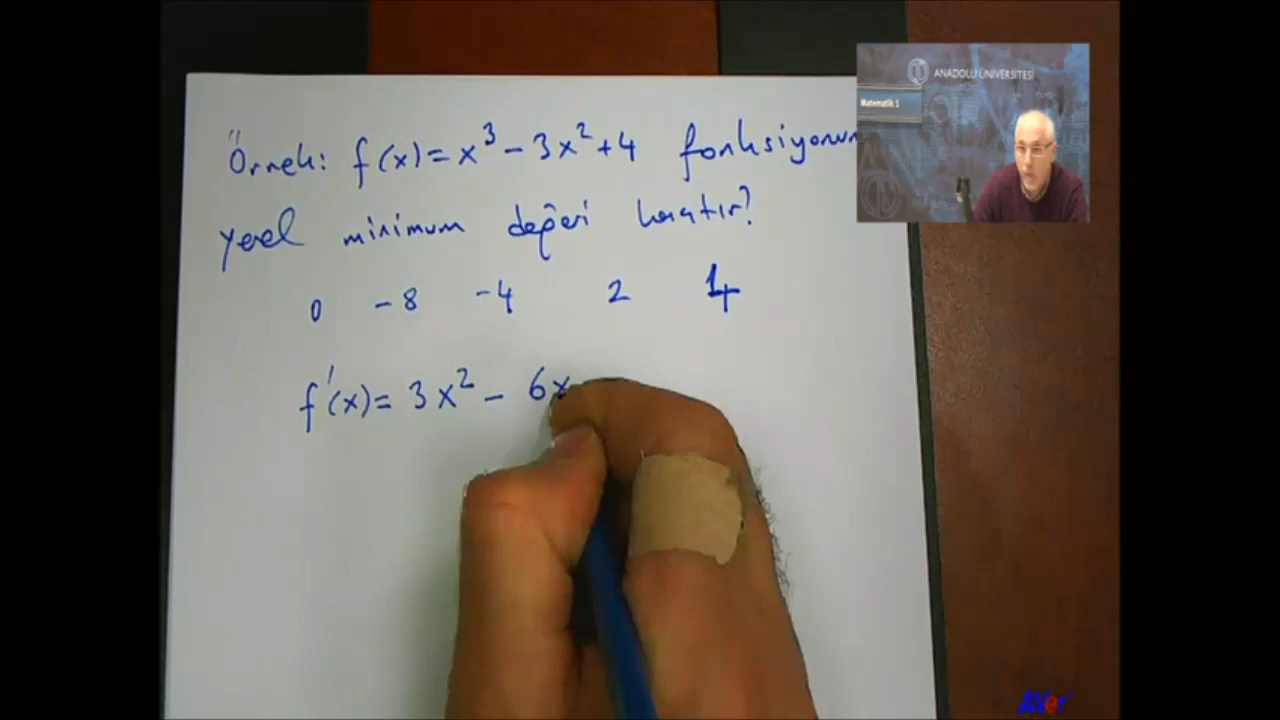 Örnek: f(x) = x³ - 3x² + 4 fonksiyonun
yerel minimum değeri kaçtır?
0 -8 -4 2 4
f'(x) = 3x² - 6x
ANADOLU ÜNİVERSİTESİ
Matematik 1
AVer